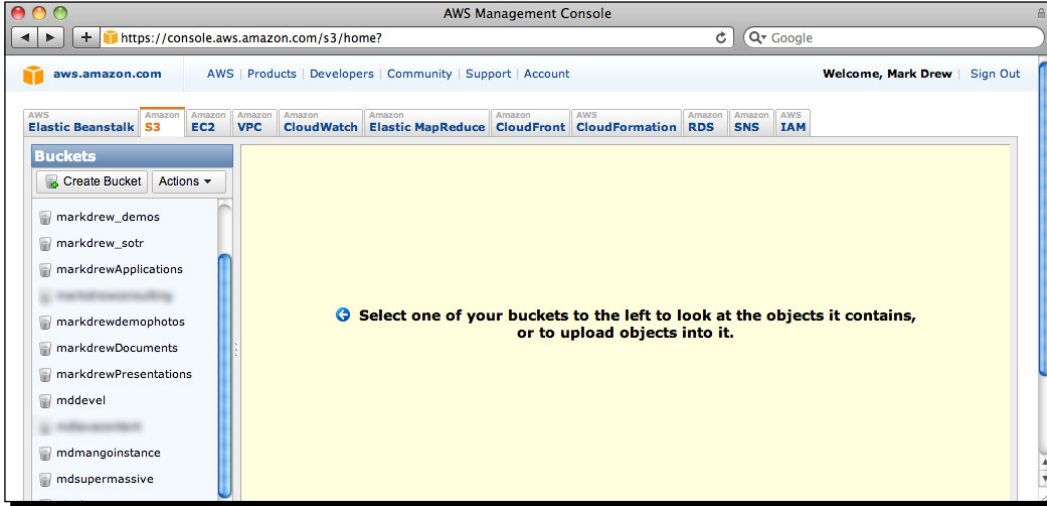 AWS Management Console
https://console.aws.amazon.com/s3/home?
Google
aws.amazon.com
AWS | Products | Developers | Community | Support | Account
Welcome, Mark Drew | Sign Out
AWS Elastic Beanstalk
Amazon S3
Amazon EC2
Amazon VPC
Amazon CloudWatch
Amazon Elastic MapReduce
Amazon CloudFront
AWS CloudFormation
Amazon RDS
Amazon SNS
AWS IAM
Buckets
Create Bucket
Actions
markdrew_demos
markdrew_sotr
markdrewApplications
markdrewdemophotos
markdrewDocuments
markdrewPresentations
mddevel
mdmangoinstance
mdsupermassive
Select one of your buckets to the left to look at the objects it contains,
or to upload objects into it.